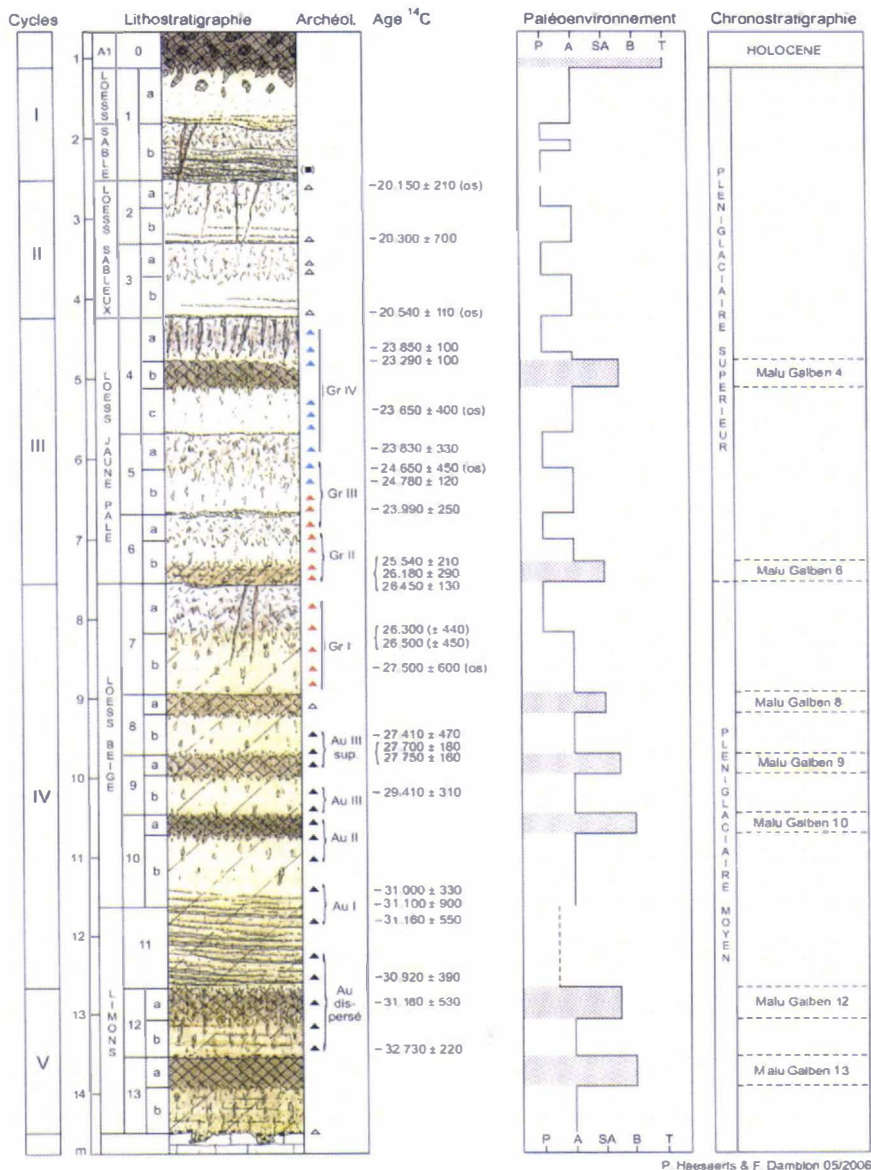 Cycles
Lithostratigraphie
Archéol.
Age ¹⁴C
Paléoenvironnement
Chronostratigraphie
P A SA B T
HOLOCENE
A1 0
1
I
LOESS
1
a
SABLE
b
2
(■)
II
LOESS SABLEUX
2
a
–20.150 ± 210 (os)
b
3
–20.300 ± 700
3
a
b
4
–20.540 ± 110 (os)
PLENIGLACIAIRE SUPERIEUR
III
LOESS JAUNE PALE
4
a
–23.850 ± 100
–23.290 ± 100
b
5
Malu Galben 4
Gr IV
c
–23.650 ± 400 (os)
5
a
–23.830 ± 330
6
–24.650 ± 450 (os)
b
–24.780 ± 120
Gr III
–23.990 ± 250
6
a
7
Gr II
b
25.540 ± 210
26.180 ± 290
26.450 ± 130
Malu Galben 6
IV
LOESS BEIGE
7
a
8
26.300 (± 440)
26.500 (± 450)
Gr I
b
–27.500 ± 600 (os)
9
8
a
Malu Galben 8
b
–27.410 ± 470
27.700 ± 180
27.750 ± 160
Au III sup.
9
a
Malu Galben 9
10
b
–29.410 ± 310
Au III
10
a
Malu Galben 10
Au II
b
11
–31.000 ± 330
–31.100 ± 900
–31.160 ± 550
Au I
PLENIGLACIAIRE MOYEN
LIMONS
11
12
–30.920 ± 390
Au dis-
persé
V
12
a
–31.160 ± 530
Malu Galben 12
13
b
–32.730 ± 220
13
a
Malu Galben 13
b
14
m
P A SA B T
P. Haesaerts & F. Damblon 05/2006